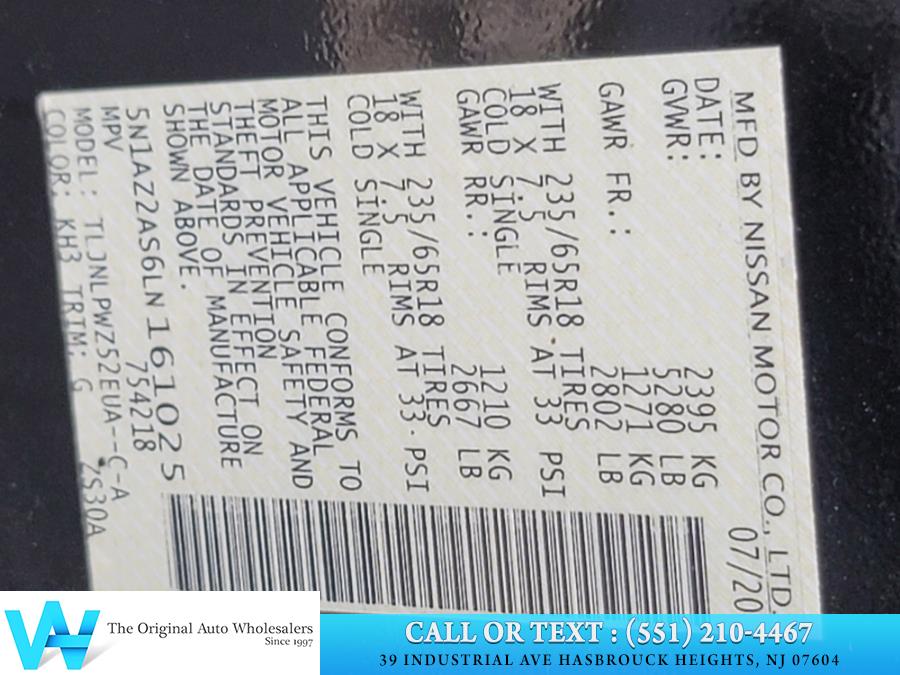 MFD BY NISSAN MOTOR CO., LTD.
DATE: 07/20
GVWR: 2395 KG
5280 LB
GAWR FR.: 1271 KG
2802 LB
WITH 235/65R18 TIRES
18 X 7.5 RIMS AT 33 PSI
COLD SINGLE
GAWR RR.: 1210 KG
2667 LB
WITH 235/65R18 TIRES
18 X 7.5 RIMS AT 33 PSI
COLD SINGLE
THIS VEHICLE CONFORMS TO
ALL APPLICABLE FEDERAL
MOTOR VEHICLE SAFETY AND
THEFT PREVENTION
STANDARDS IN EFFECT ON
THE DATE OF MANUFACTURE
SHOWN ABOVE.
5N1AZ2AS6LN161025
MPV 754218
MODEL: TLJNLPWZ52EUA--C-A
COLOR: KH3 TRIM: G 2S30A
The Original Auto Wholesalers
Since 1997
CALL OR TEXT : (551) 210-4467
39 INDUSTRIAL AVE HASBROUCK HEIGHTS, NJ 07604